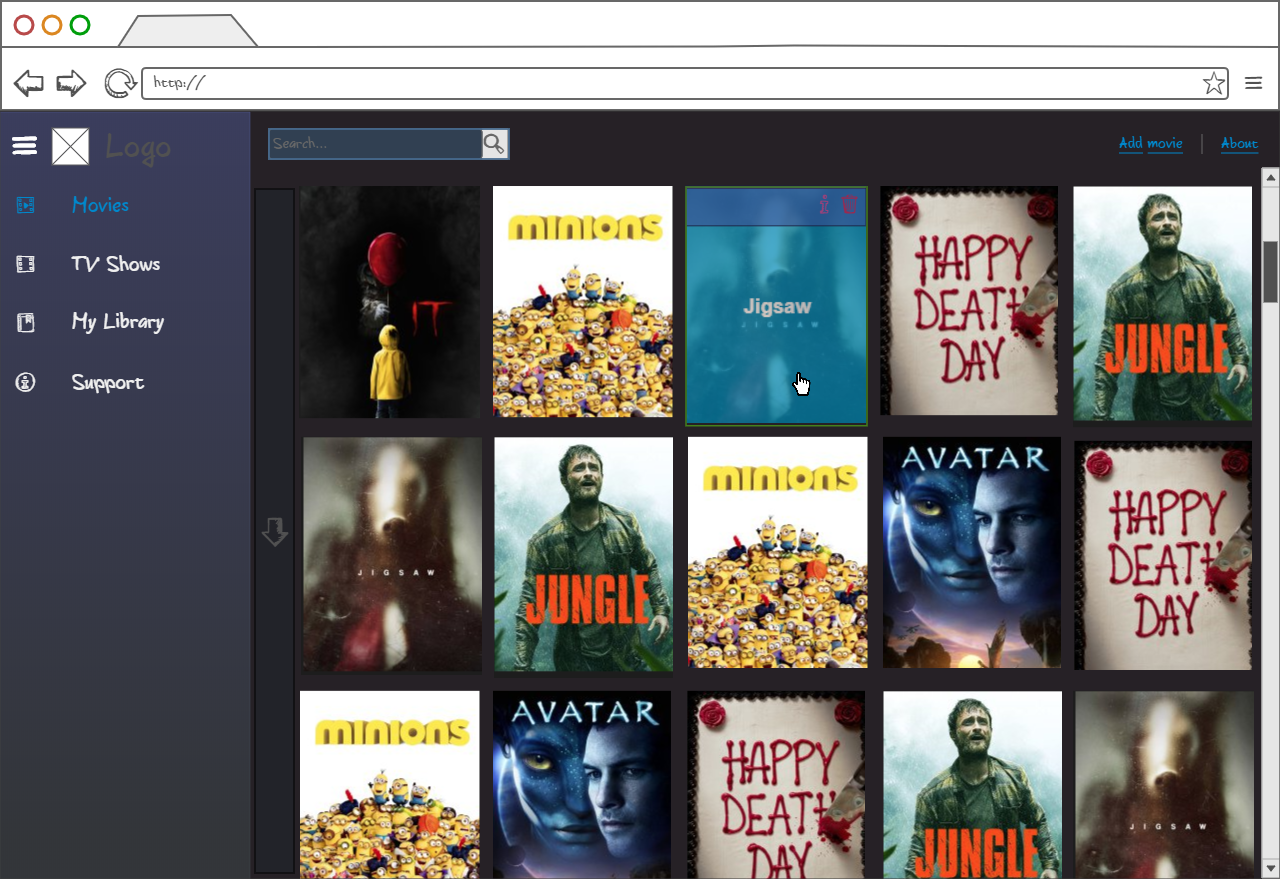 http://
Logo
Search...
Add movie
About
Movies
TV Shows
My Library
Support
IT
minions
Jigsaw
JIGSAW
HAPPY
DEATH
DAY
JUNGLE
JIGSAW
JUNGLE
minions
AVATAR
HAPPY
DEATH
DAY
minions
AVATAR
HAPPY
DEATH
DAY
JUNGLE
JIGSAW